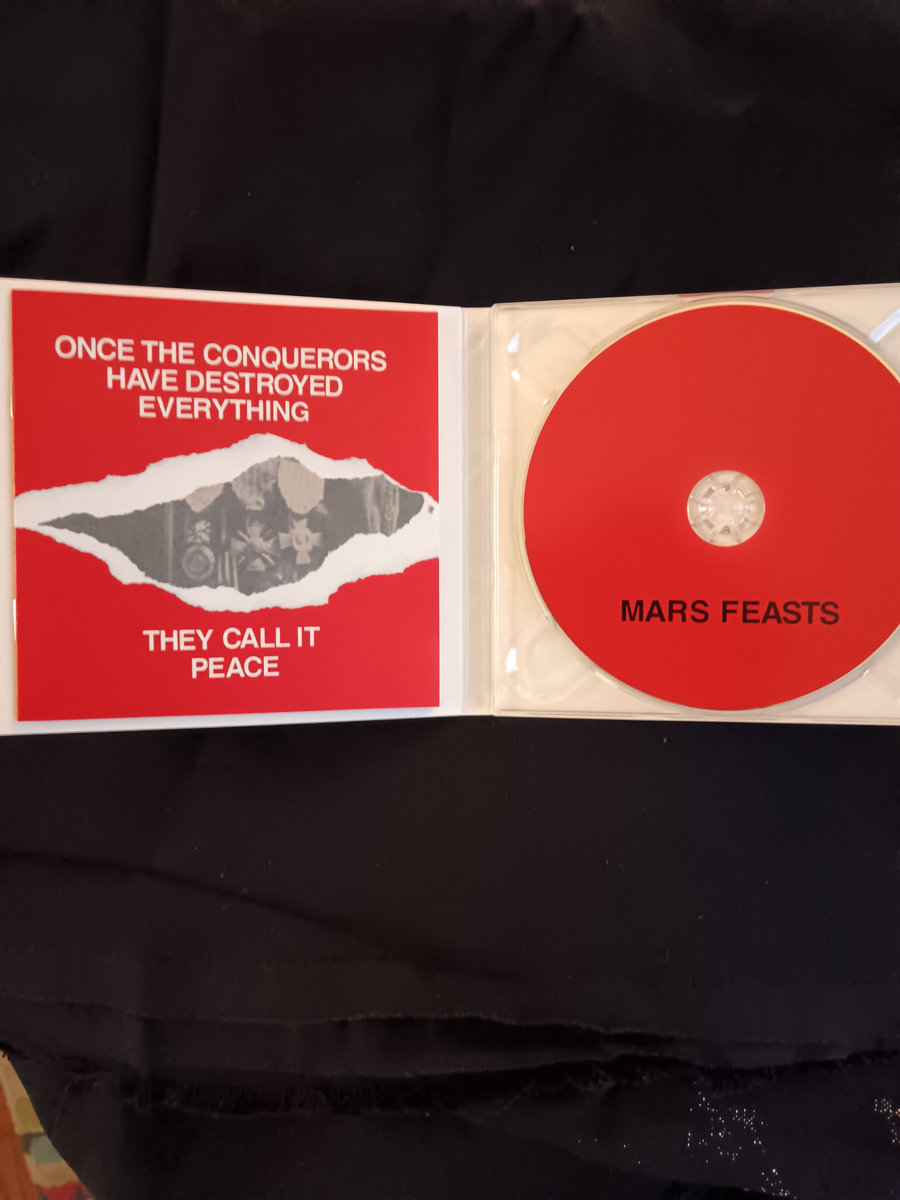 ONCE THE CONQUERORS
HAVE DESTROYED
EVERYTHING
THEY CALL IT
PEACE
MARS FEASTS